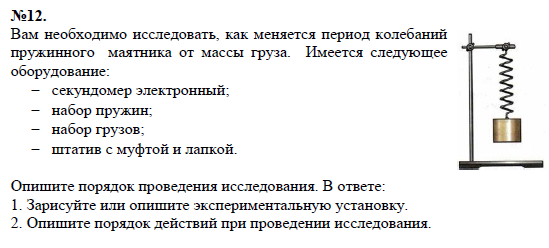 №12.
Вам необходимо исследовать, как меняется период колебаний
пружинного маятника от массы груза. Имеется следующее
оборудование:
– секундомер электронный;
– набор пружин;
– набор грузов;
– штатив с муфтой и лапкой.
Опишите порядок проведения исследования. В ответе:
1. Зарисуйте или опишите экспериментальную установку.
2. Опишите порядок действий при проведении исследования.